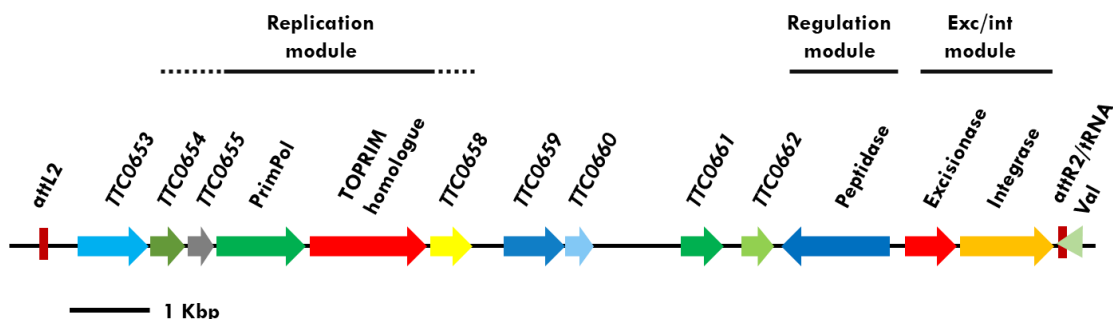 Replication
module
Regulation
module
Exc/int
module
attL2
TTC0653
TTC0654
TTC0655
PrimPol
TOPRIM
homologue
TTC0658
TTC0659
TTC0660
TTC0661
TTC0662
Peptidase
Excisionase
Integrase
attR2/tRNA
Val
1 Kbp